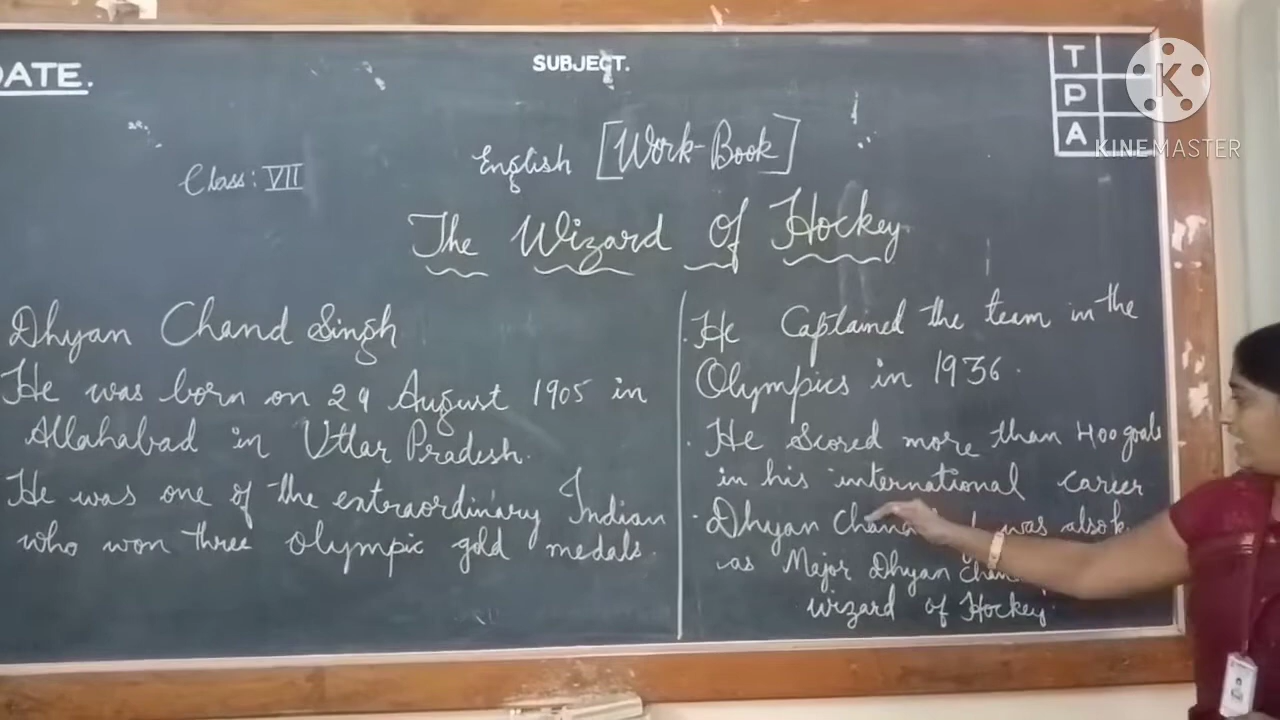 DATE.
SUBJECT.
T
P
A
K
KINEMASTER
English [Work-Book]
Class: VII
The Wizard Of Hockey
Dhyan Chand Singh
He was born on 29 August 1905 in
Allahabad in Uttar Pradesh.
He was one of the extraordinary Indian
who won three Olympic gold medals.
. He Captained the team in the
Olympics in 1936.
. He Scored more than 400 goals
in his international career
. Dhyan was also
as Major Dhyan
wizard of Hockey'